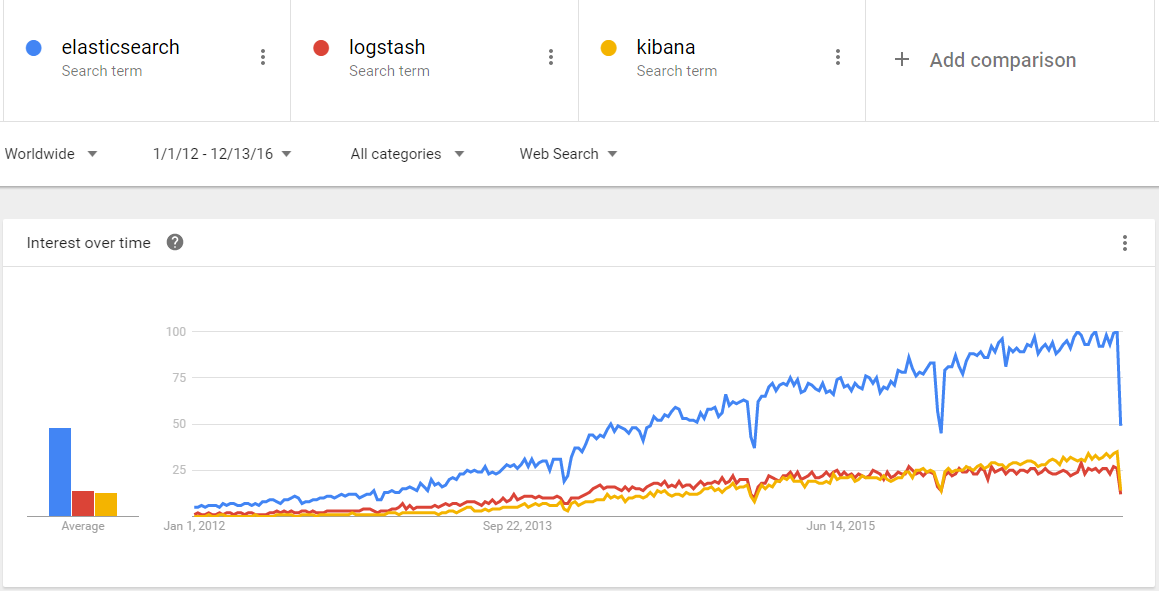 elasticsearch
Search term
logstash
Search term
kibana
Search term
+ Add comparison
Worldwide
1/1/12 - 12/13/16
All categories
Web Search
Interest over time ?
100
75
50
25
Average
Jan 1, 2012
Sep 22, 2013
Jun 14, 2015